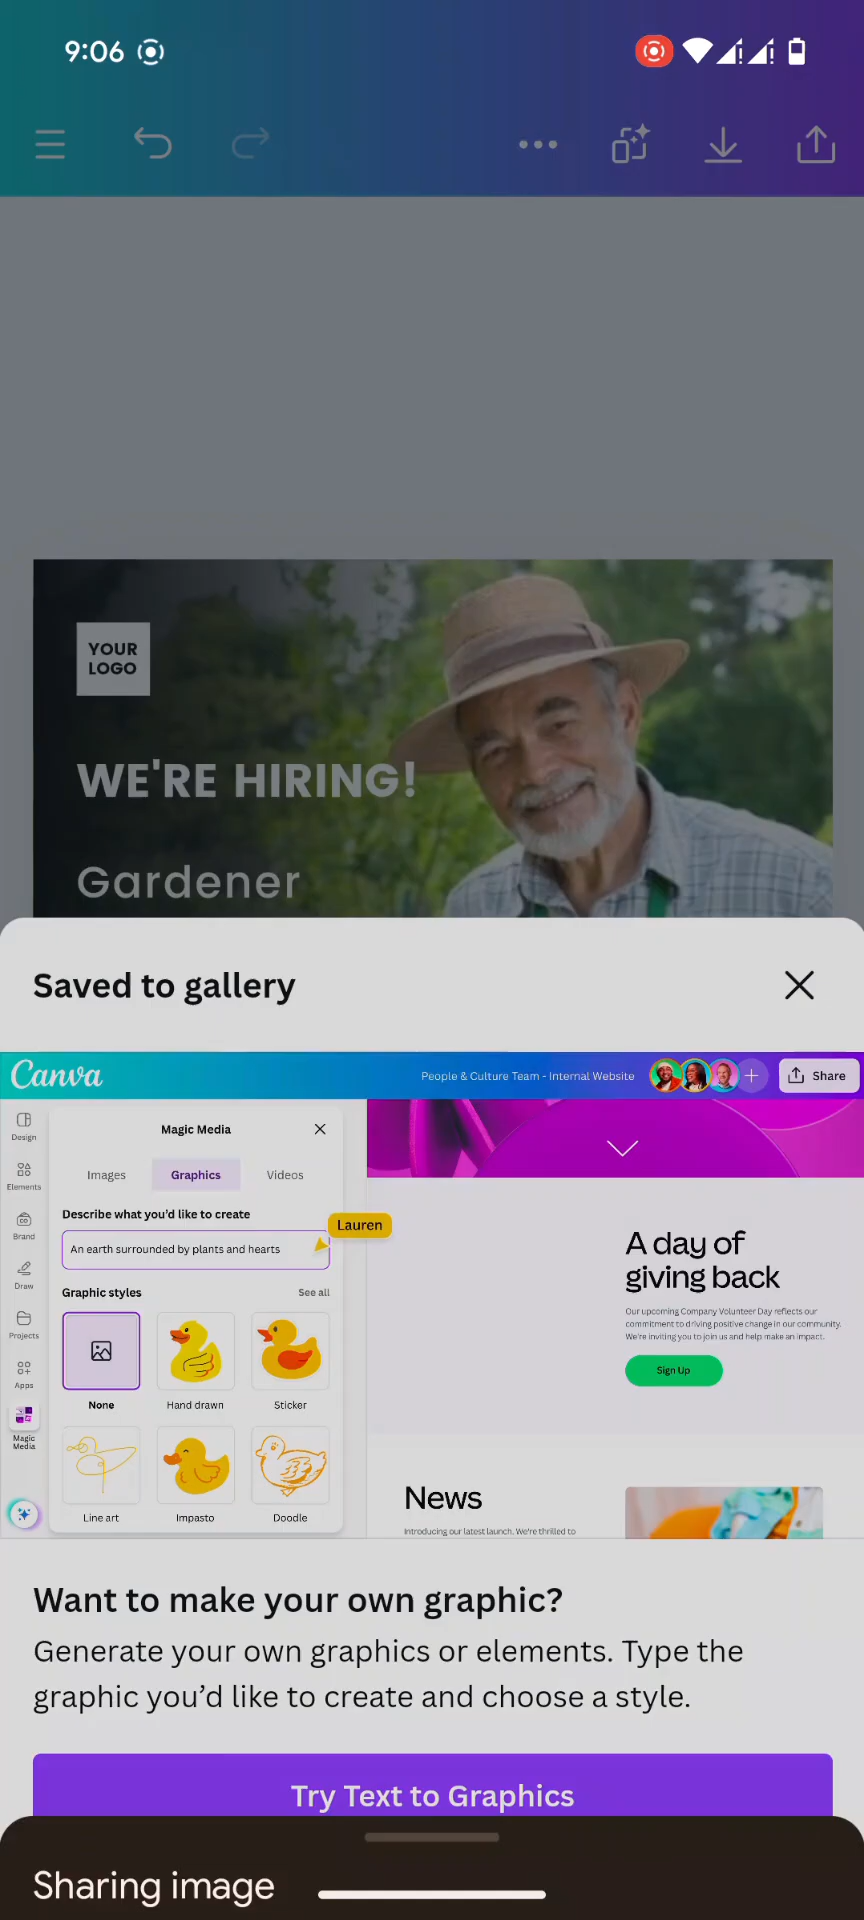 9:06
YOUR
LOGO
WE'RE HIRING!
Gardener
Saved to gallery
Canva
People & Culture Team - Internal Website
Share
Design
Elements
Brand
Draw
Projects
Apps
Magic
Media
Magic Media
Images
Graphics
Videos
Describe what you'd like to create
An earth surrounded by plants and hearts
Lauren
Graphic styles
See all
None
Hand drawn
Sticker
Line art
Impasto
Doodle
A day of
giving back
Our upcoming Company Volunteer Day reflects our
commitment to driving positive change in our community.
We're inviting you to join us and help make an impact.
Sign Up
News
Introducing our latest launch. We're thrilled to
Want to make your own graphic?
Generate your own graphics or elements. Type the
graphic you'd like to create and choose a style.
Try Text to Graphics
Sharing image